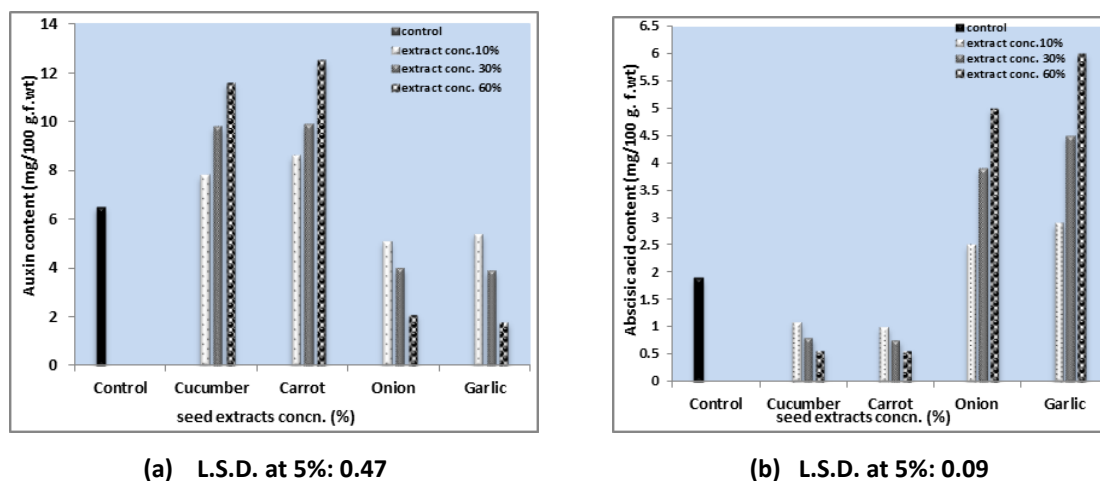 14
12
10
8
6
4
2
0
Auxin content (mg/100 g.f.wt)
control
extract conc.10%
extract conc. 30%
extract conc. 60%
Control Cucumber Carrot Onion Garlic
seed extracts concn. (%)
(a) L.S.D. at 5%: 0.47
6.5
6
5.5
5
4.5
4
3.5
3
2.5
2
1.5
1
0.5
0
Abscisic acid content (mg/100 g. f.wt)
control
extract conc.10%
extract conc. 30%
extract conc. 60%
Control Cucumber Carrot Onion Garlic
seed extracts concn. (%)
(b) L.S.D. at 5%: 0.09